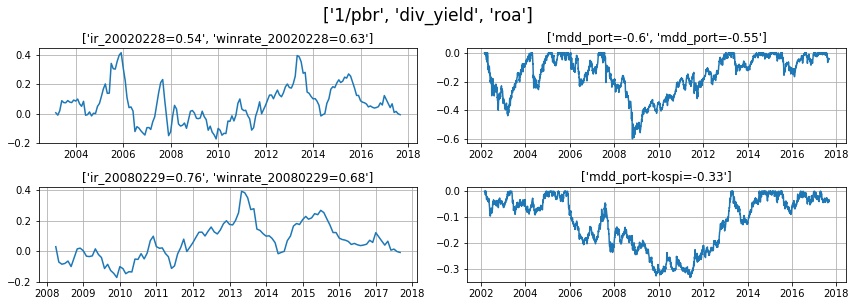 ['1/pbr', 'div_yield', 'roa']
['ir_20020228=0.54', 'winrate_20020228=0.63']
['mdd_port=-0.6', 'mdd_port=-0.55']
0.4
0.2
0.0
−0.2
2004 2006 2008 2010 2012 2014 2016 2018
0.0
−0.2
−0.4
−0.6
2002 2004 2006 2008 2010 2012 2014 2016 2018
['ir_20080229=0.76', 'winrate_20080229=0.68']
['mdd_port-kospi=-0.33']
0.4
0.2
0.0
−0.2
2008 2009 2010 2011 2012 2013 2014 2015 2016 2017 2018
0.0
−0.1
−0.2
−0.3
2002 2004 2006 2008 2010 2012 2014 2016 2018